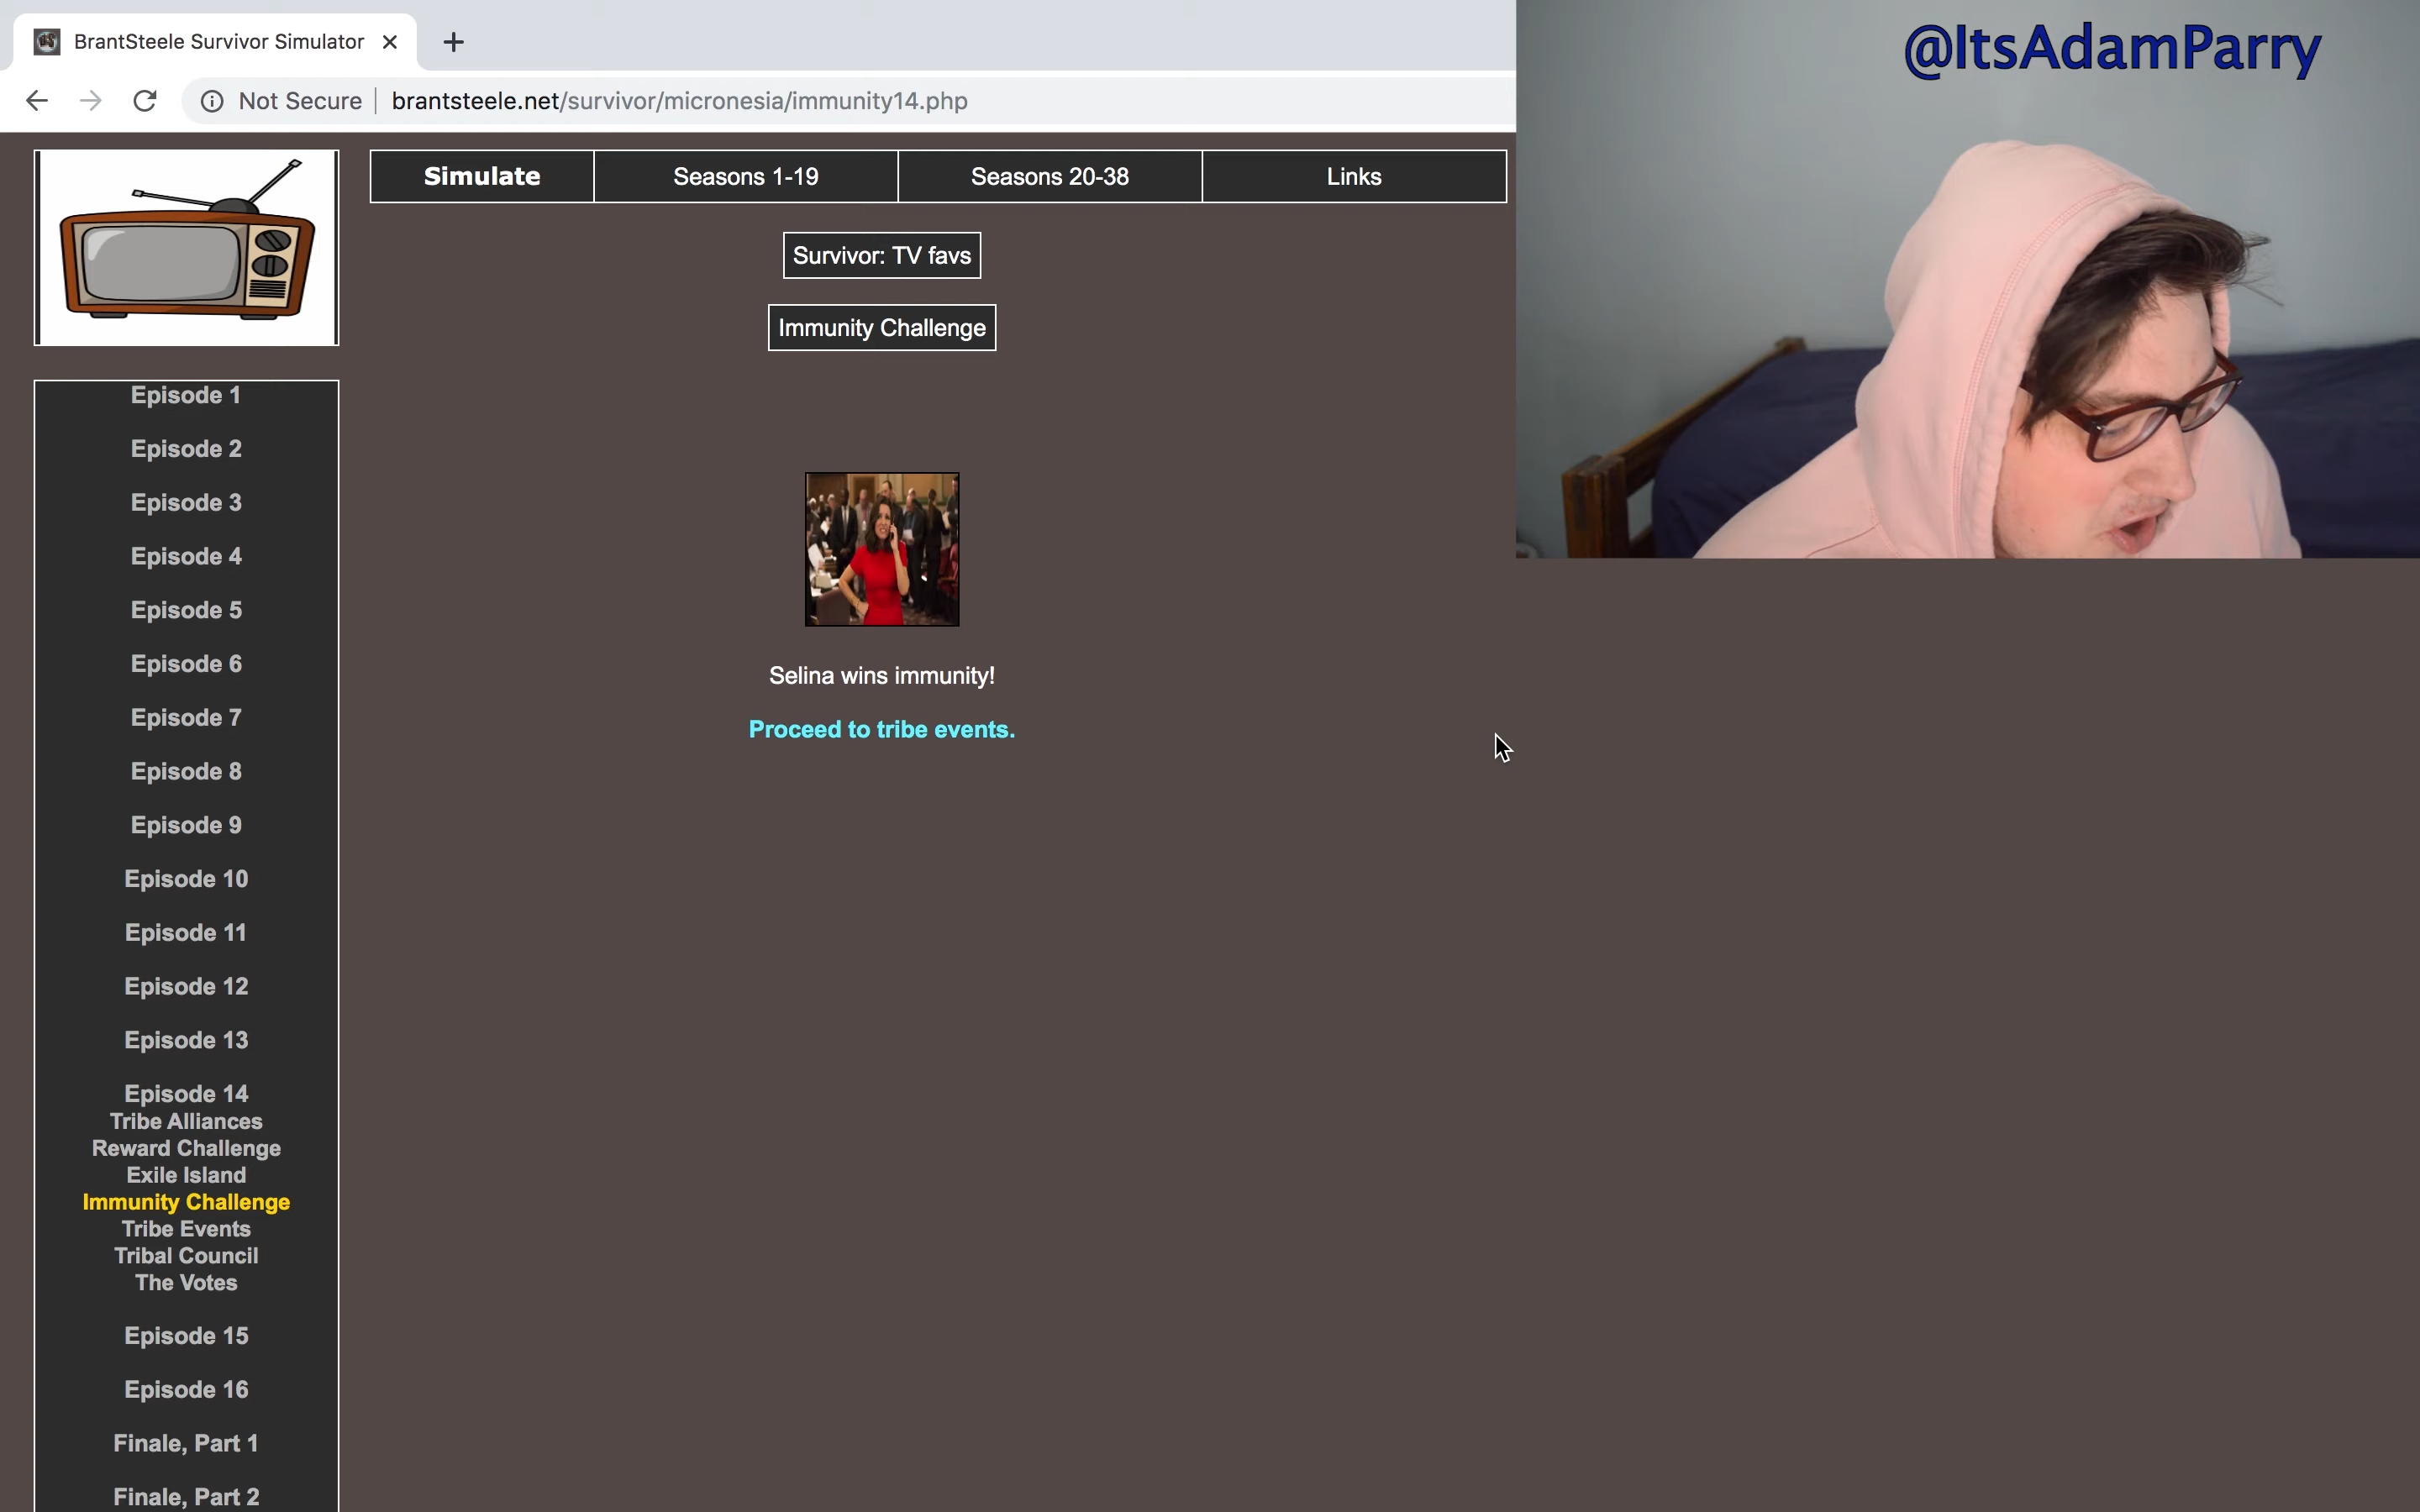 BrantSteele Survivor Simulator
Not Secure
brantsteele.net/survivor/micronesia/immunity14.php
@ItsAdamParry
Simulate
Seasons 1-19
Seasons 20-38
Links
Survivor: TV favs
Immunity Challenge
Selina wins immunity!
Proceed to tribe events.
Episode 1
Episode 2
Episode 3
Episode 4
Episode 5
Episode 6
Episode 7
Episode 8
Episode 9
Episode 10
Episode 11
Episode 12
Episode 13
Episode 14
Tribe Alliances
Reward Challenge
Exile Island
Immunity Challenge
Tribe Events
Tribal Council
The Votes
Episode 15
Episode 16
Finale, Part 1
Finale, Part 2